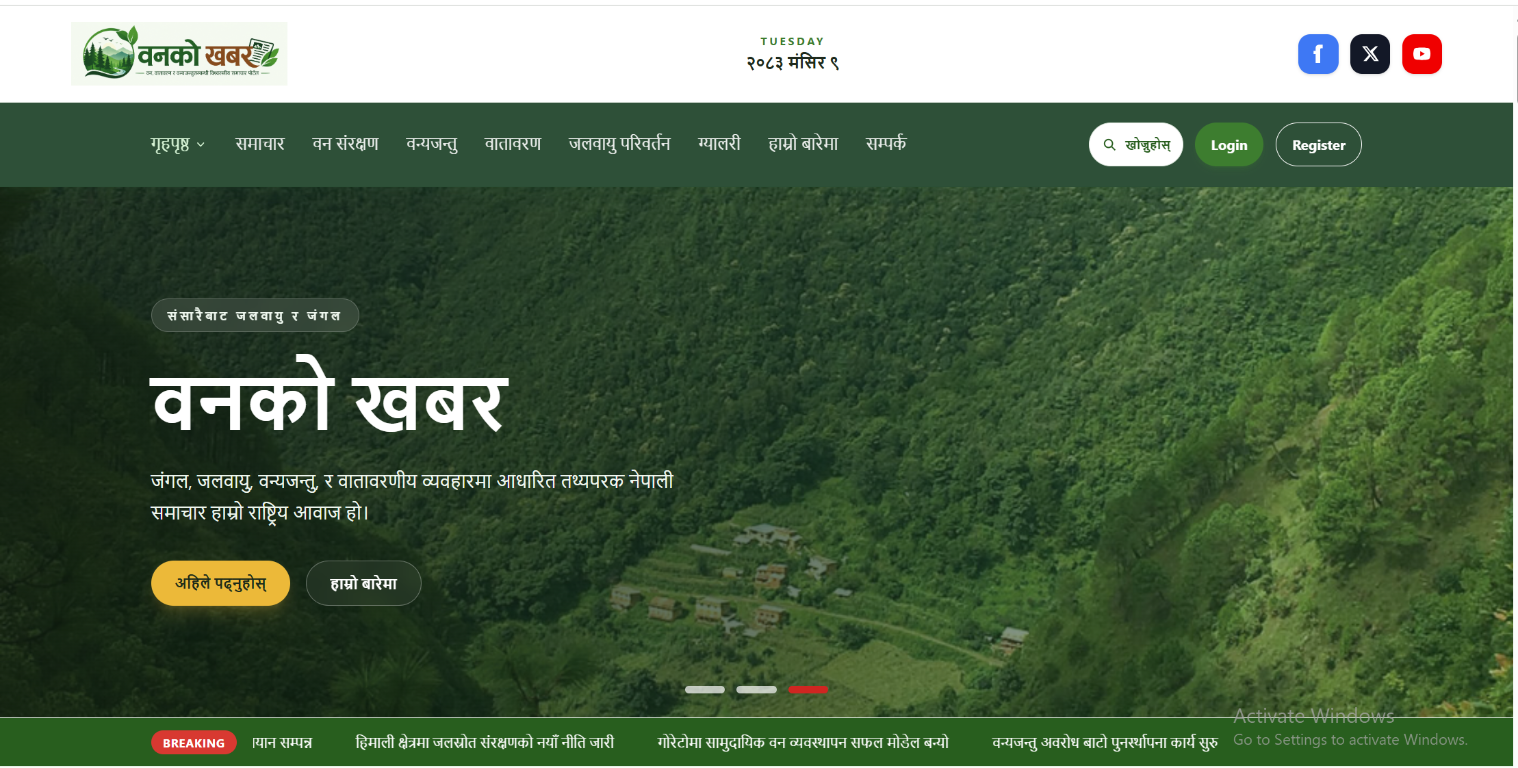 वनको खबर
TUESDAY
२०८३ मंसिर ९
गृहपृष्ठ समाचार वन संरक्षण वन्यजन्तु वातावरण जलवायु परिवर्तन ग्यालरी हाम्रो बारेमा सम्पर्क खोज्नुहोस् Login Register
संसारैबाट जलवायु र जंगल
वनको खबर
जंगल, जलवायु, वन्यजन्तु, र वातावरणीय व्यवहारमा आधारित तथ्यपरक नेपाली
समाचार हाम्रो राष्ट्रिय आवाज हो।
अहिले पढ्नुहोस् हाम्रो बारेमा
Activate Windows
Go to Settings to activate Windows.
BREAKING यान सम्पन्न हिमाली क्षेत्रमा जलस्रोत संरक्षणको नयाँ नीति जारी गोरेटोमा सामुदायिक वन व्यवस्थापन सफल मोडेल बन्यो वन्यजन्तु अवरोध बाटो पुनर्स्थापना कार्य सुरु